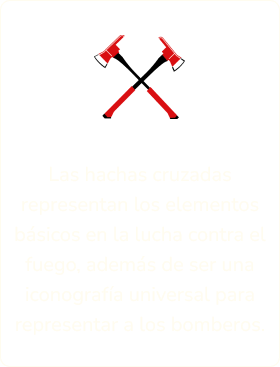 Las hachas cruzadas
representan los elementos
básicos en la lucha contra el
fuego, además de ser una
iconografía universal para
representar a los bomberos.